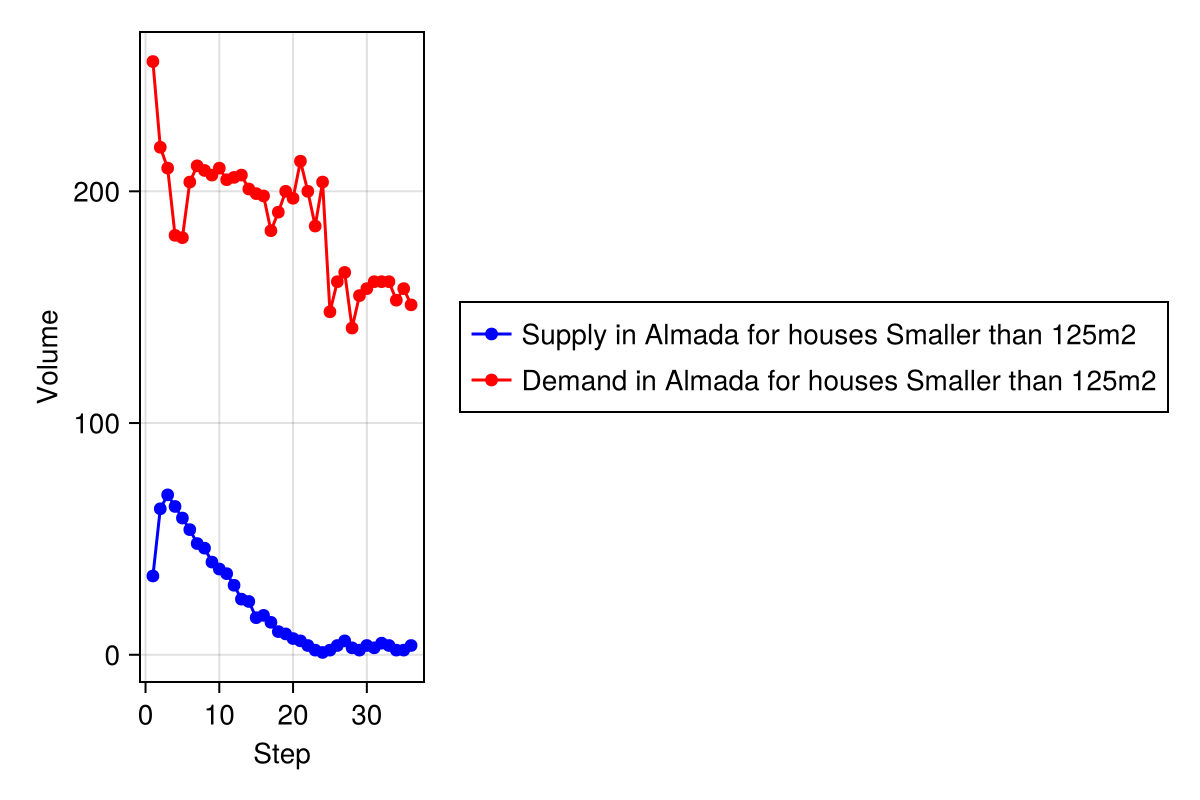 Volume
200
100
0
0 10 20 30
Step
Supply in Almada for houses Smaller than 125m2
Demand in Almada for houses Smaller than 125m2